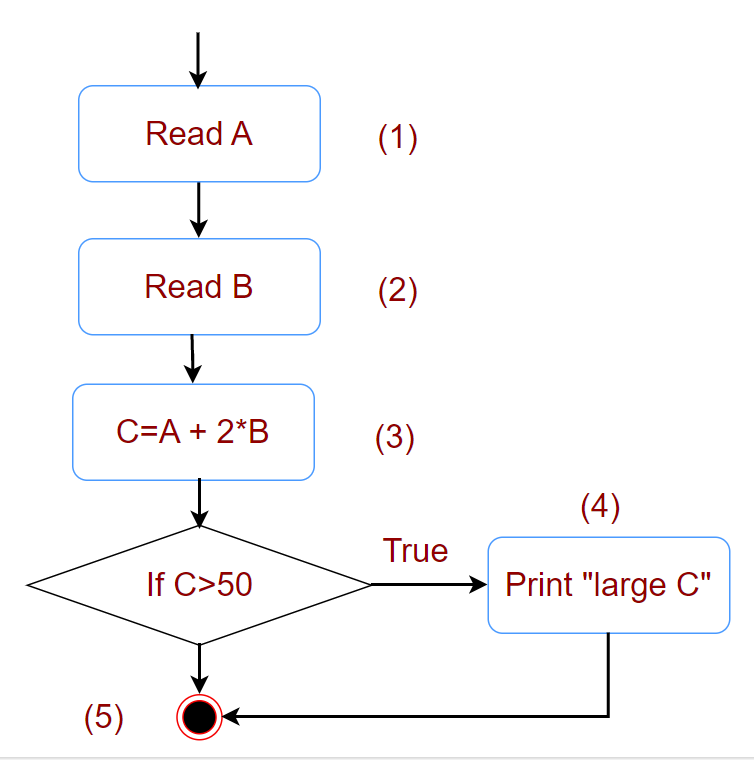 Read A
(1)
Read B
(2)
C=A + 2*B
(3)
(4)
True
If C>50
Print "large C"
(5)